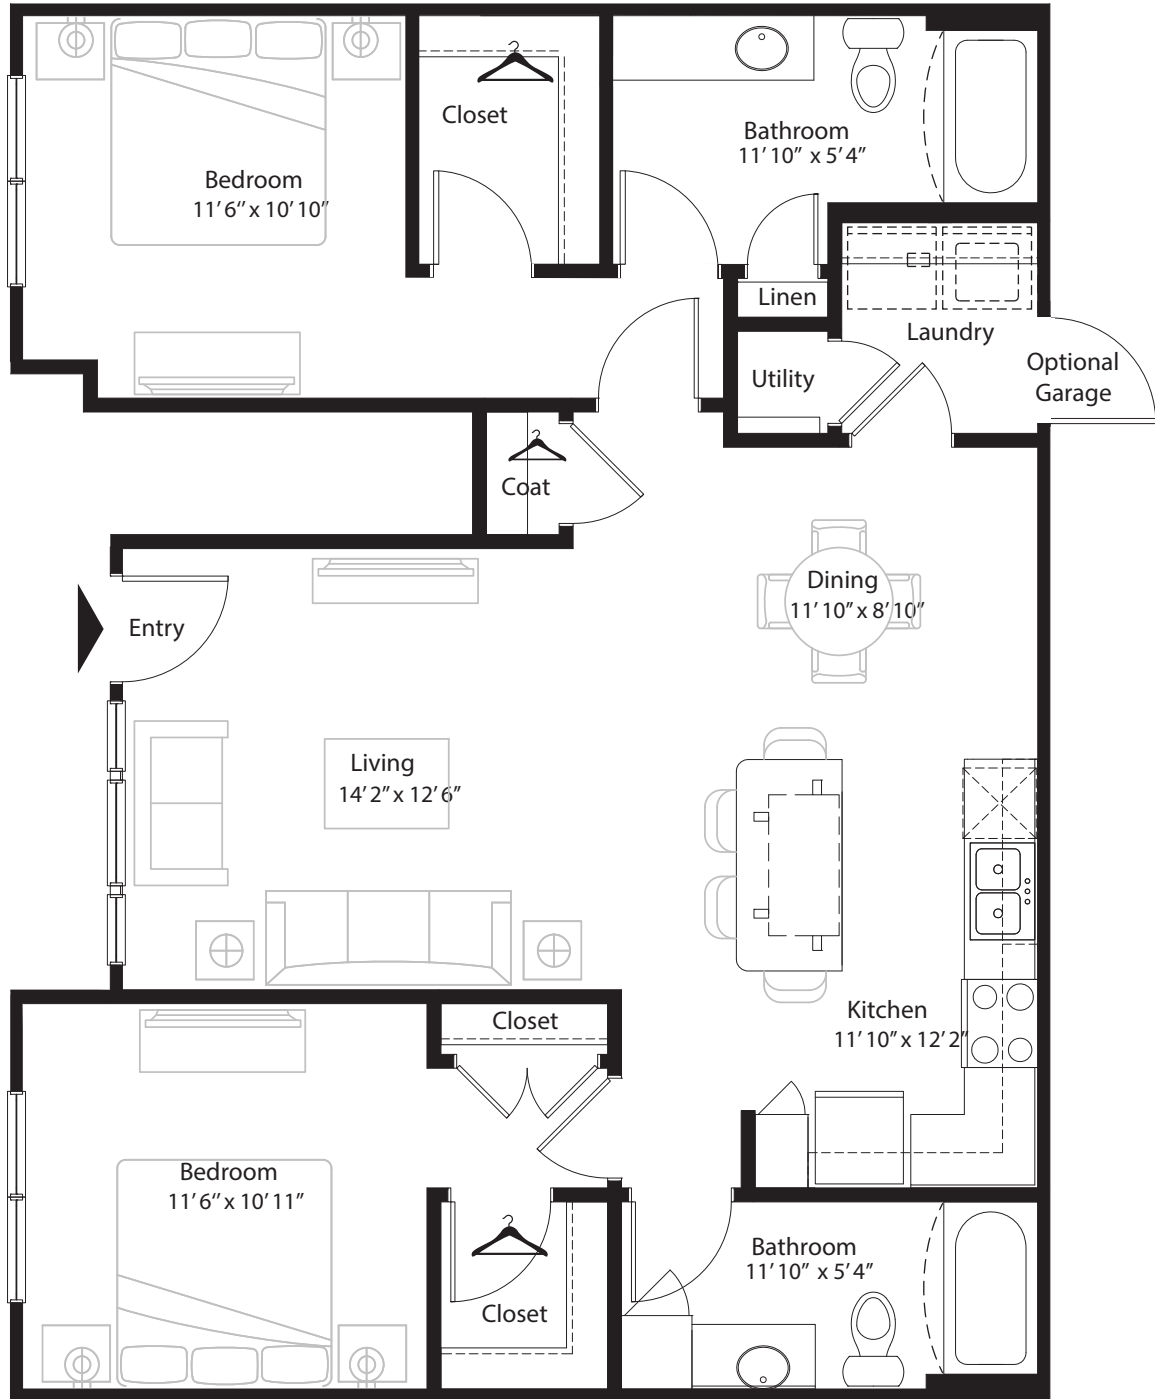 Closet
Bathroom
11’10” x 5’4”
Bedroom
11’6” x 10’10”
Linen
Laundry
Optional
Garage
Utility
Coat
Dining
11’10” x 8’10”
Entry
Living
14’2” x 12’6”
Kitchen
11’10” x 12’2”
Closet
Bedroom
11’6” x 10’11”
Bathroom
11’10” x 5’4”
Closet